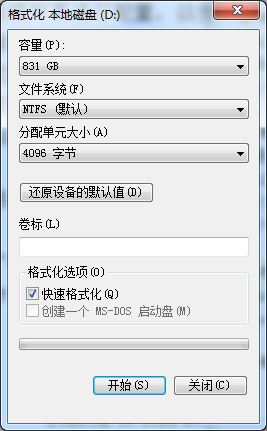 格式化 本地磁盘 (D:)
容量(P):
831 GB
文件系统(F)
NTFS (默认)
分配单元大小(A)
4096 字节
还原设备的默认值(D)
卷标(L)
格式化选项(O)
快速格式化(Q)
创建一个 MS-DOS 启动盘(M)
开始(S)
关闭(C)